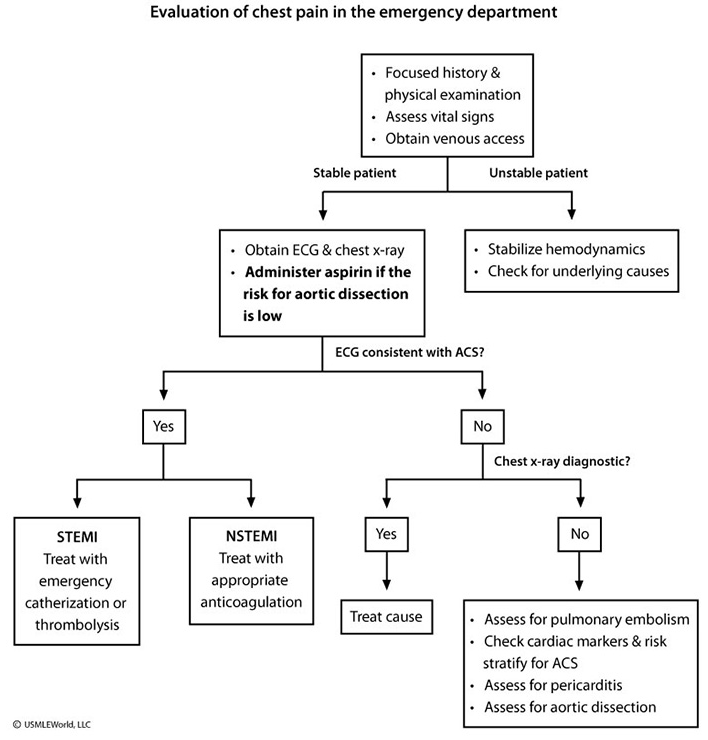 Evaluation of chest pain in the emergency department
• Focused history &
physical examination
• Assess vital signs
• Obtain venous access
Stable patient
Unstable patient
• Obtain ECG & chest x-ray
• Administer aspirin if the
risk for aortic dissection
is low
• Stabilize hemodynamics
• Check for underlying causes
ECG consistent with ACS?
Yes
No
Chest x-ray diagnostic?
STEMI
Treat with
emergency
catherization or
thrombolysis
NSTEMI
Treat with
appropriate
anticoagulation
Yes
No
Treat cause
• Assess for pulmonary embolism
• Check cardiac markers & risk
stratify for ACS
• Assess for pericarditis
• Assess for aortic dissection
© USMLEWorld, LLC